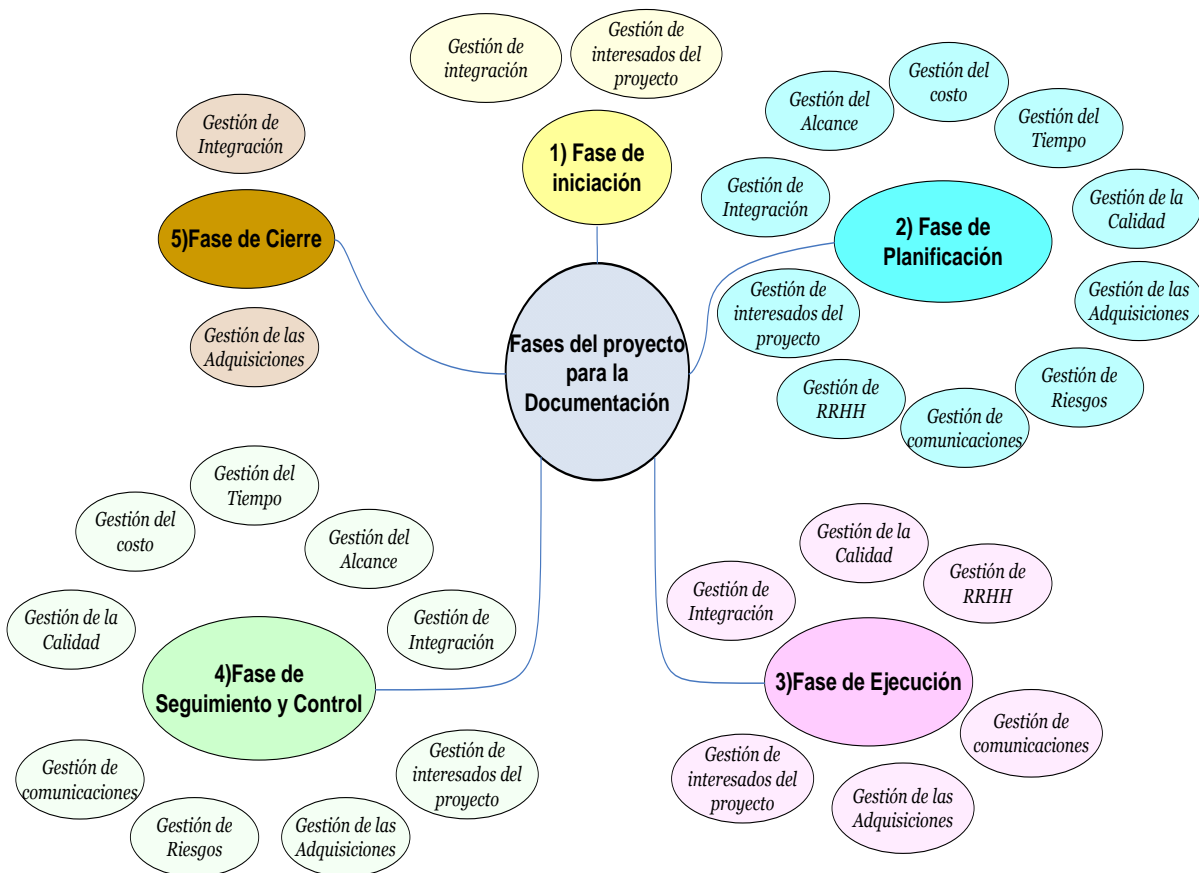 Fases del proyecto
para la
Documentación
1) Fase de
iniciación
Gestión de
integración
Gestión de
interesados del
proyecto
2) Fase de
Planificación
Gestión de
Integración
Gestión del
Alcance
Gestión del
costo
Gestión del
Tiempo
Gestión de la
Calidad
Gestión de las
Adquisiciones
Gestión de
Riesgos
Gestión de
comunicaciones
Gestión de
RRHH
Gestión de
interesados del
proyecto
3)Fase de Ejecución
Gestión de
Integración
Gestión de la
Calidad
Gestión de
RRHH
Gestión de
comunicaciones
Gestión de las
Adquisiciones
Gestión de
interesados del
proyecto
4)Fase de
Seguimiento y Control
Gestión de
Integración
Gestión del
Alcance
Gestión del
Tiempo
Gestión del
costo
Gestión de la
Calidad
Gestión de
comunicaciones
Gestión de
Riesgos
Gestión de las
Adquisiciones
Gestión de
interesados del
proyecto
5)Fase de Cierre
Gestión de
Integración
Gestión de las
Adquisiciones